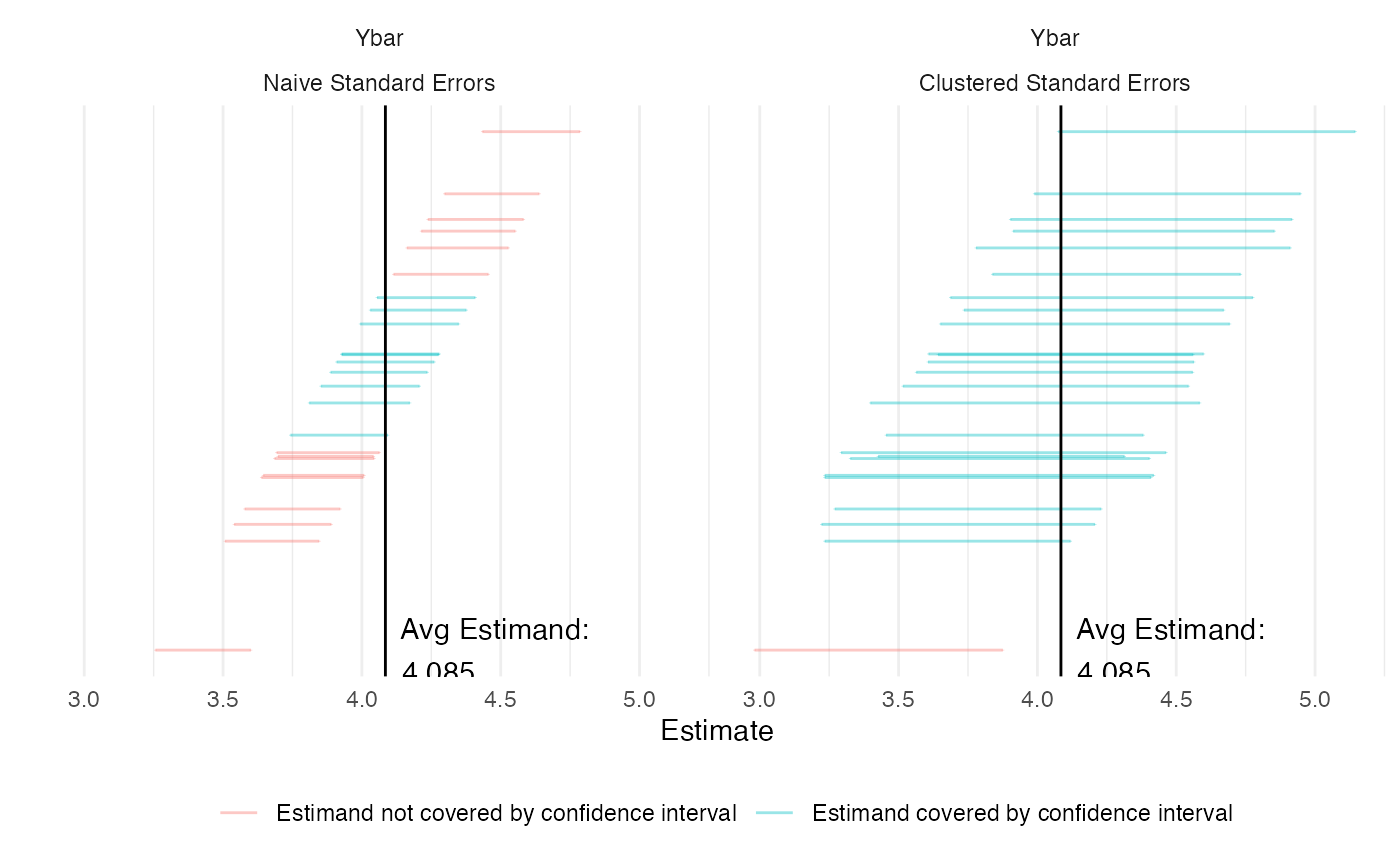 Ybar
Naive Standard Errors
Ybar
Clustered Standard Errors
Avg Estimand:
4.085
Avg Estimand:
4.085
3.0 3.5 4.0 4.5 5.0
3.0 3.5 4.0 4.5 5.0
Estimate
Estimand not covered by confidence interval
Estimand covered by confidence interval